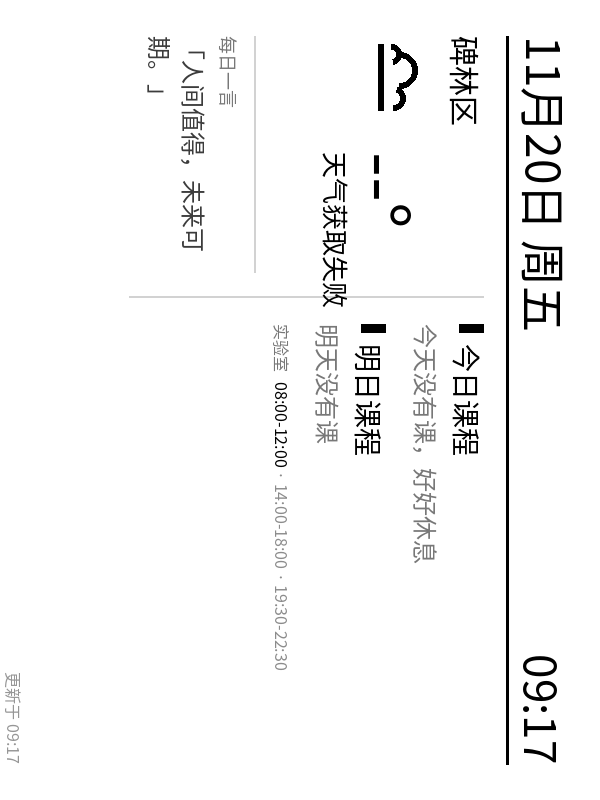 11月20日 周五
09:17
碑林区
--°
天气获取失败
每日一言
「人间值得，未来可
期。」
今日课程
今天没有课，好好休息
明日课程
明天没有课
实验室 08:00-12:00 · 14:00-18:00 · 19:30-22:30
更新于 09:17